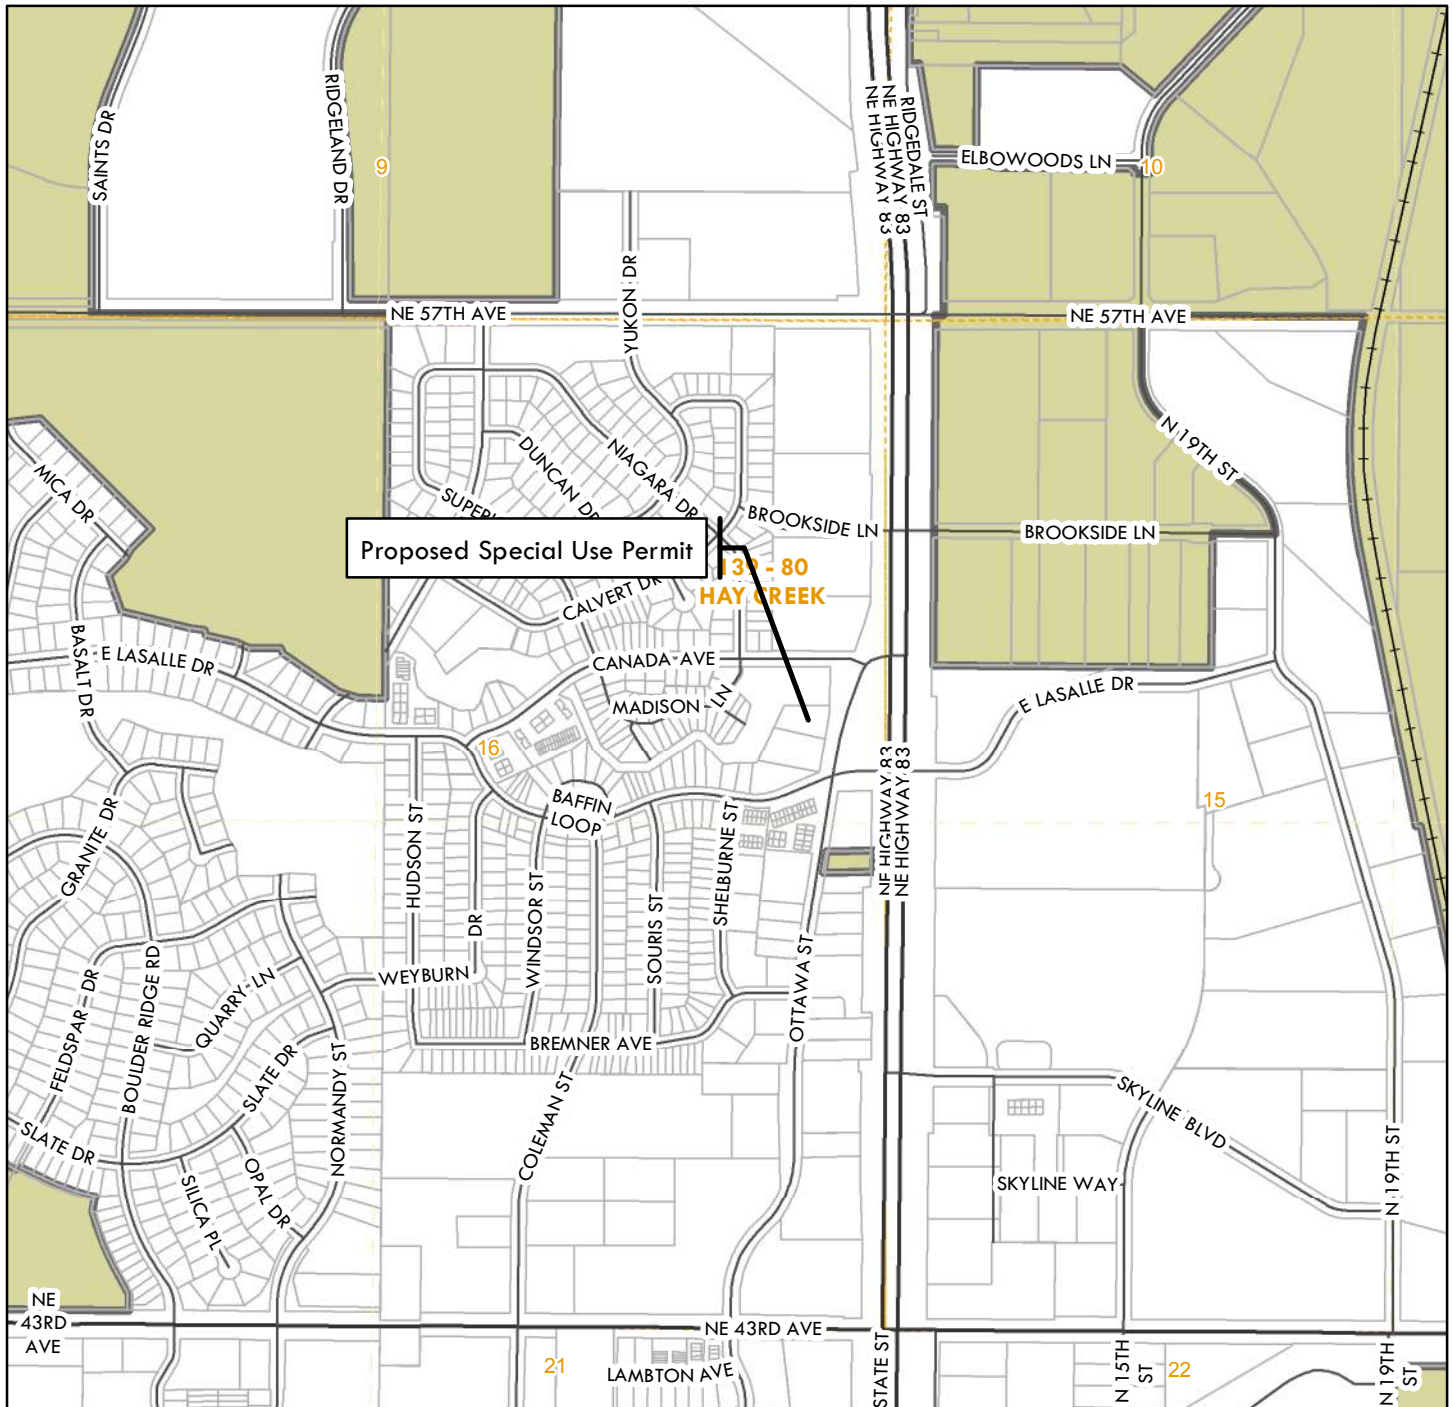 SAINTS DR
RIDGELAND DR
9
NE HIGHWAY 83
NE HIGHWAY 83
RIDGEDALE ST
ELBOWOODS LN
10
YUKON DR
NE 57TH AVE
NE 57TH AVE
MICA DR
DUNCAN DR
NIAGARA DR
N 19TH ST
BROOKSIDE LN
BROOKSIDE LN
Proposed Special Use Permit
139 - 80
HAY CREEK
CALVERT DR
BASALT DR
E LASALLE DR
CANADA AVE
MADISON LN
E LASALLE DR
16
15
NE HIGHWAY 83
NE HIGHWAY 83
BAFFIN
LOOP
GRANITE DR
HUDSON ST
WINDSOR ST
SOURIS ST
SHELBURNE ST
OTTAWA ST
WEYBURN DR
FELDSPAR DR
BOULDER RIDGE RD
QUARRY LN
BREMNER AVE
SLATE DR
NORMANDY ST
COLEMAN ST
SKYLINE BLVD
SLATE DR
SILICA PL
OPAL DR
SKYLINE WAY
N 19TH ST
NE
43RD
AVE
NE 43RD AVE
21
LAMBTON AVE
STATE ST
N 15TH
ST
22
N 19TH
ST